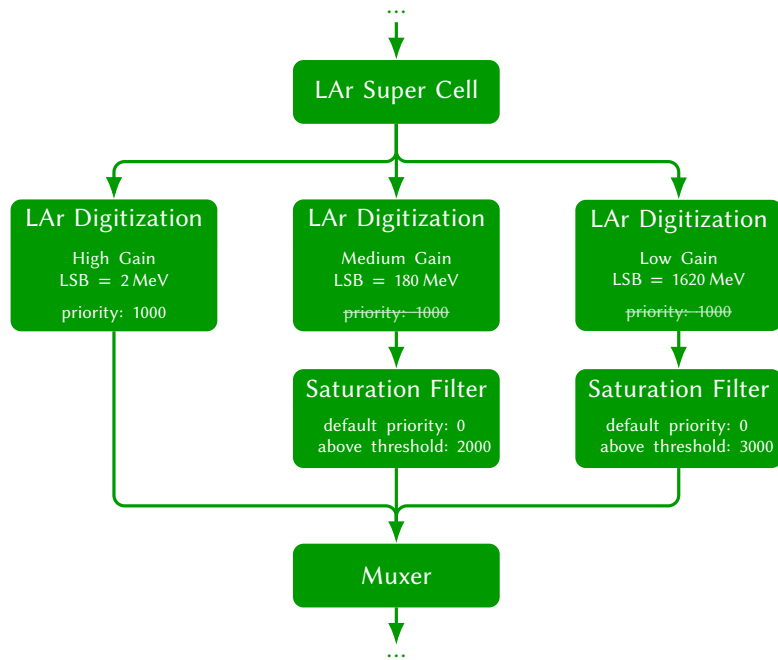 ...
LAr Super Cell
LAr Digitization
High Gain
LSB = 2 MeV
priority: 1000
LAr Digitization
Medium Gain
LSB = 180 MeV
priority: 1000
LAr Digitization
Low Gain
LSB = 1620 MeV
priority: 1000
Saturation Filter
default priority: 0
above threshold: 2000
Saturation Filter
default priority: 0
above threshold: 3000
Muxer
...